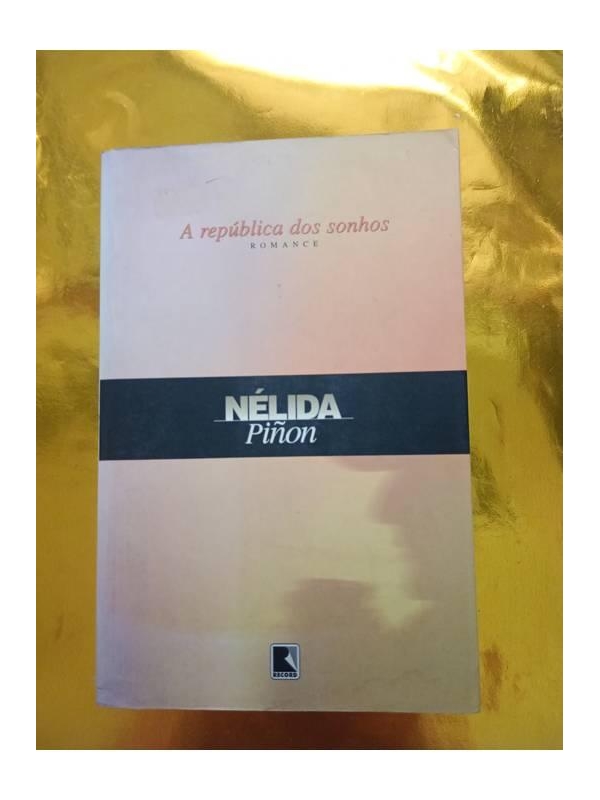 A república dos sonhos
ROMANCE
NÉLIDA
Piñon
RECORD